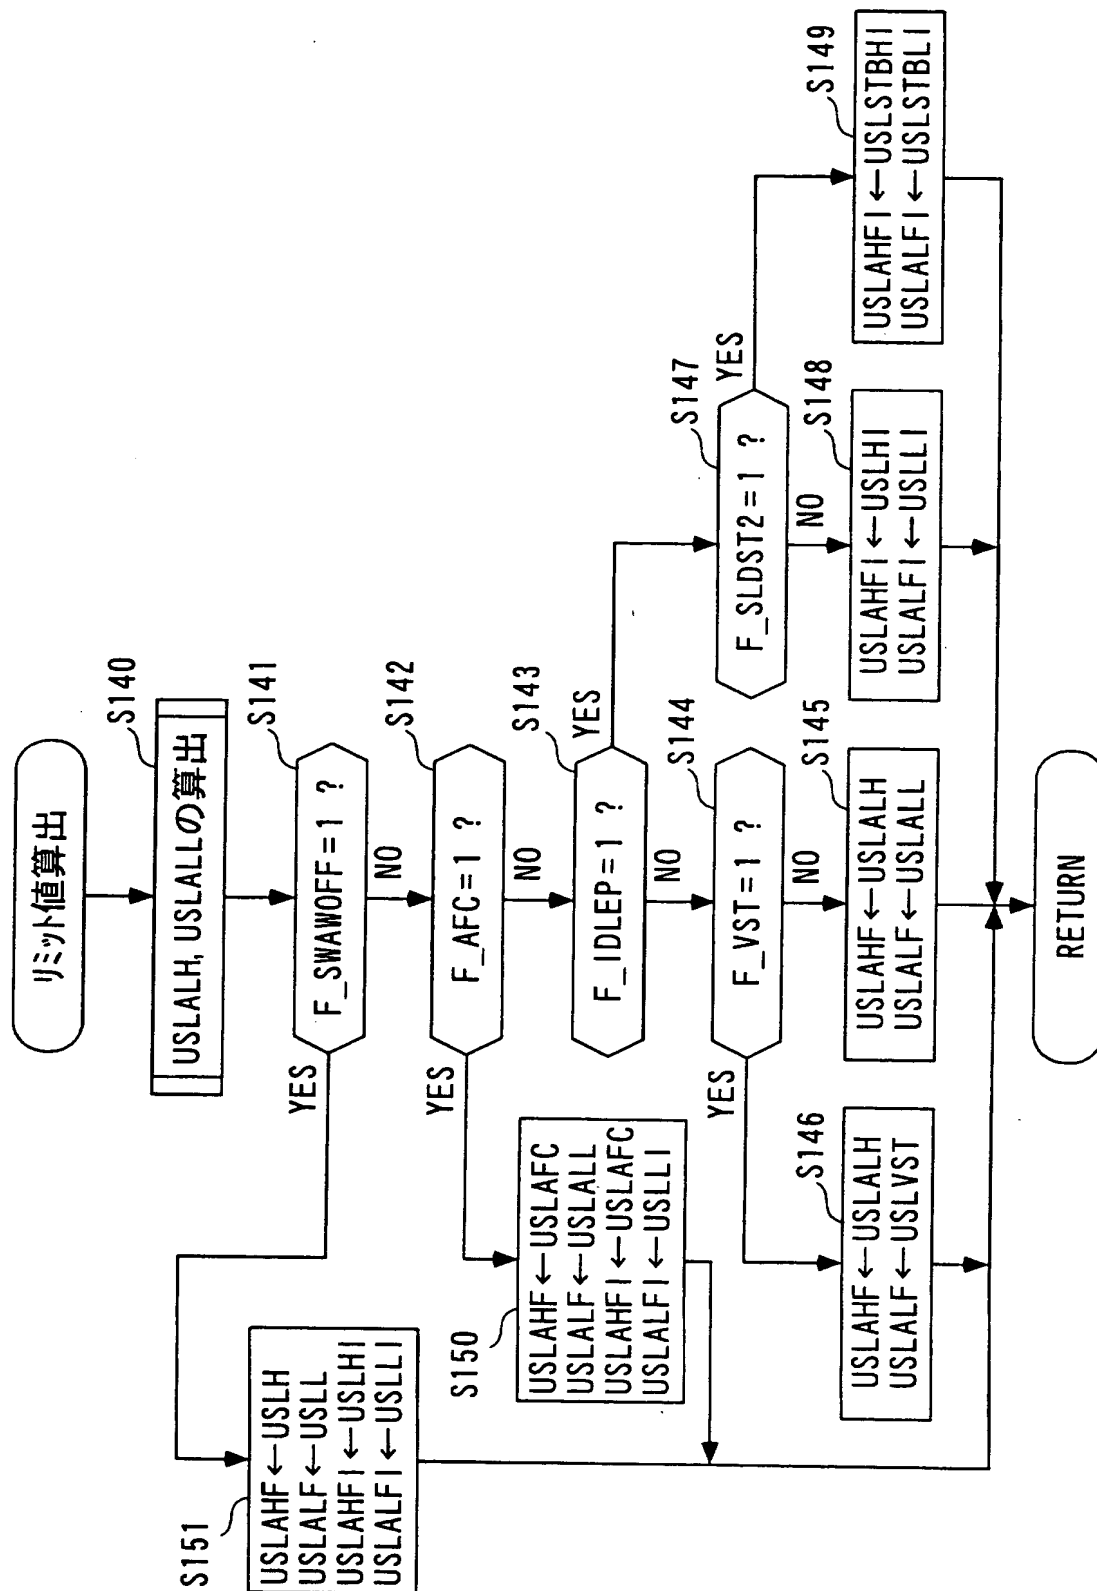 リミット値算出
S140
USLALH, USLALLの算出
S141
F_SWAWOFF=1 ?
YES
NO
S142
F_AFC=1 ?
YES
NO
S143
F_IDLEP=1 ?
YES
NO
S144
F_VST=1 ?
YES
NO
S147
F_SLDST2=1 ?
YES
NO
S151
USLAHF←USLH
USLALF←USLL
USLAHFI←USLHI
USLALFI←USLLI
S150
USLAHF←USLAFC
USLALF←USLALL
USLAHFI←USLAFC
USLALFI←USLLI
S146
USLAHF←USLALH
USLALF←USLVST
S145
USLAHF←USLALH
USLALF←USLALL
S148
USLAHFI←USLHI
USLALFI←USLLI
S149
USLAHFI←USLSTBHI
USLALFI←USLSTBLI
RETURN